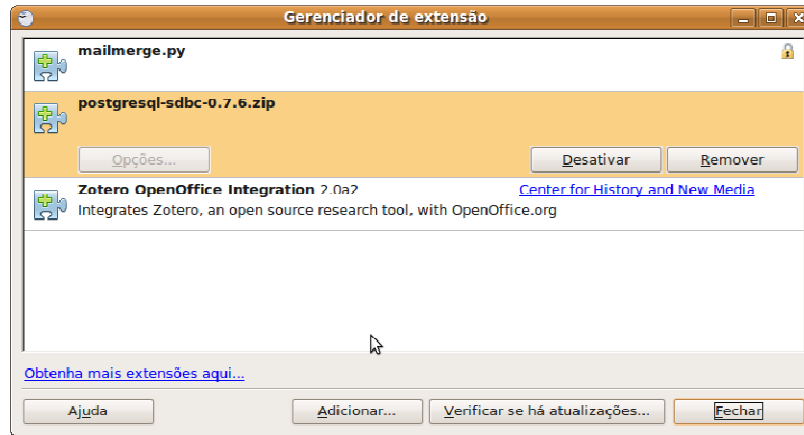 Gerenciador de extensão
mailmerge.py
postgresql-sdbc-0.7.6.zip
Opções... Desativar Remover
Zotero OpenOffice Integration 2.0a2 Center for History and New Media
Integrates Zotero, an open source research tool, with OpenOffice.org
Obtenha mais extensões aqui...
Ajuda Adicionar... Verificar se há atualizações... Fechar